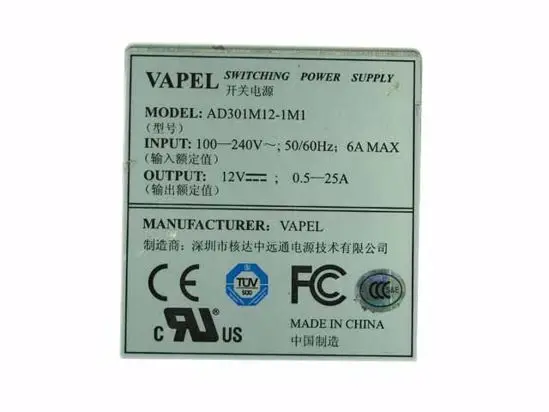 VAPEL SWITCHING POWER SUPPLY
开关电源
MODEL: AD301M12-1M1
(型号)
INPUT: 100—240V～; 50/60Hz; 6A MAX
(输入额定值)
OUTPUT: 12V⎓; 0.5—25A
(输出额定值)
MANUFACTURER: VAPEL
制造商: 深圳市核达中远通电源技术有限公司
CE TÜV SÜD FC CCC S&E
c RU US
MADE IN CHINA
中国制造